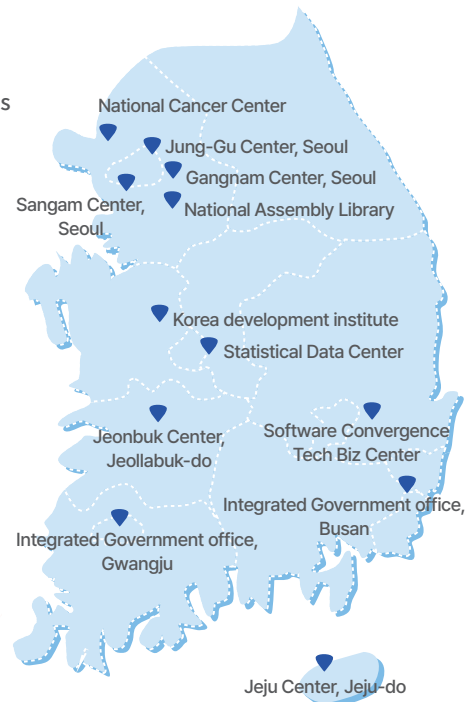 s
National Cancer Center
Jung-Gu Center, Seoul
Gangnam Center, Seoul
Sangam Center,
Seoul
National Assembly Library
Korea development institute
Statistical Data Center
Jeonbuk Center,
Jeollabuk-do
Software Convergence
Tech Biz Center
Integrated Government office,
Busan
Integrated Government office,
Gwangju
Jeju Center, Jeju-do